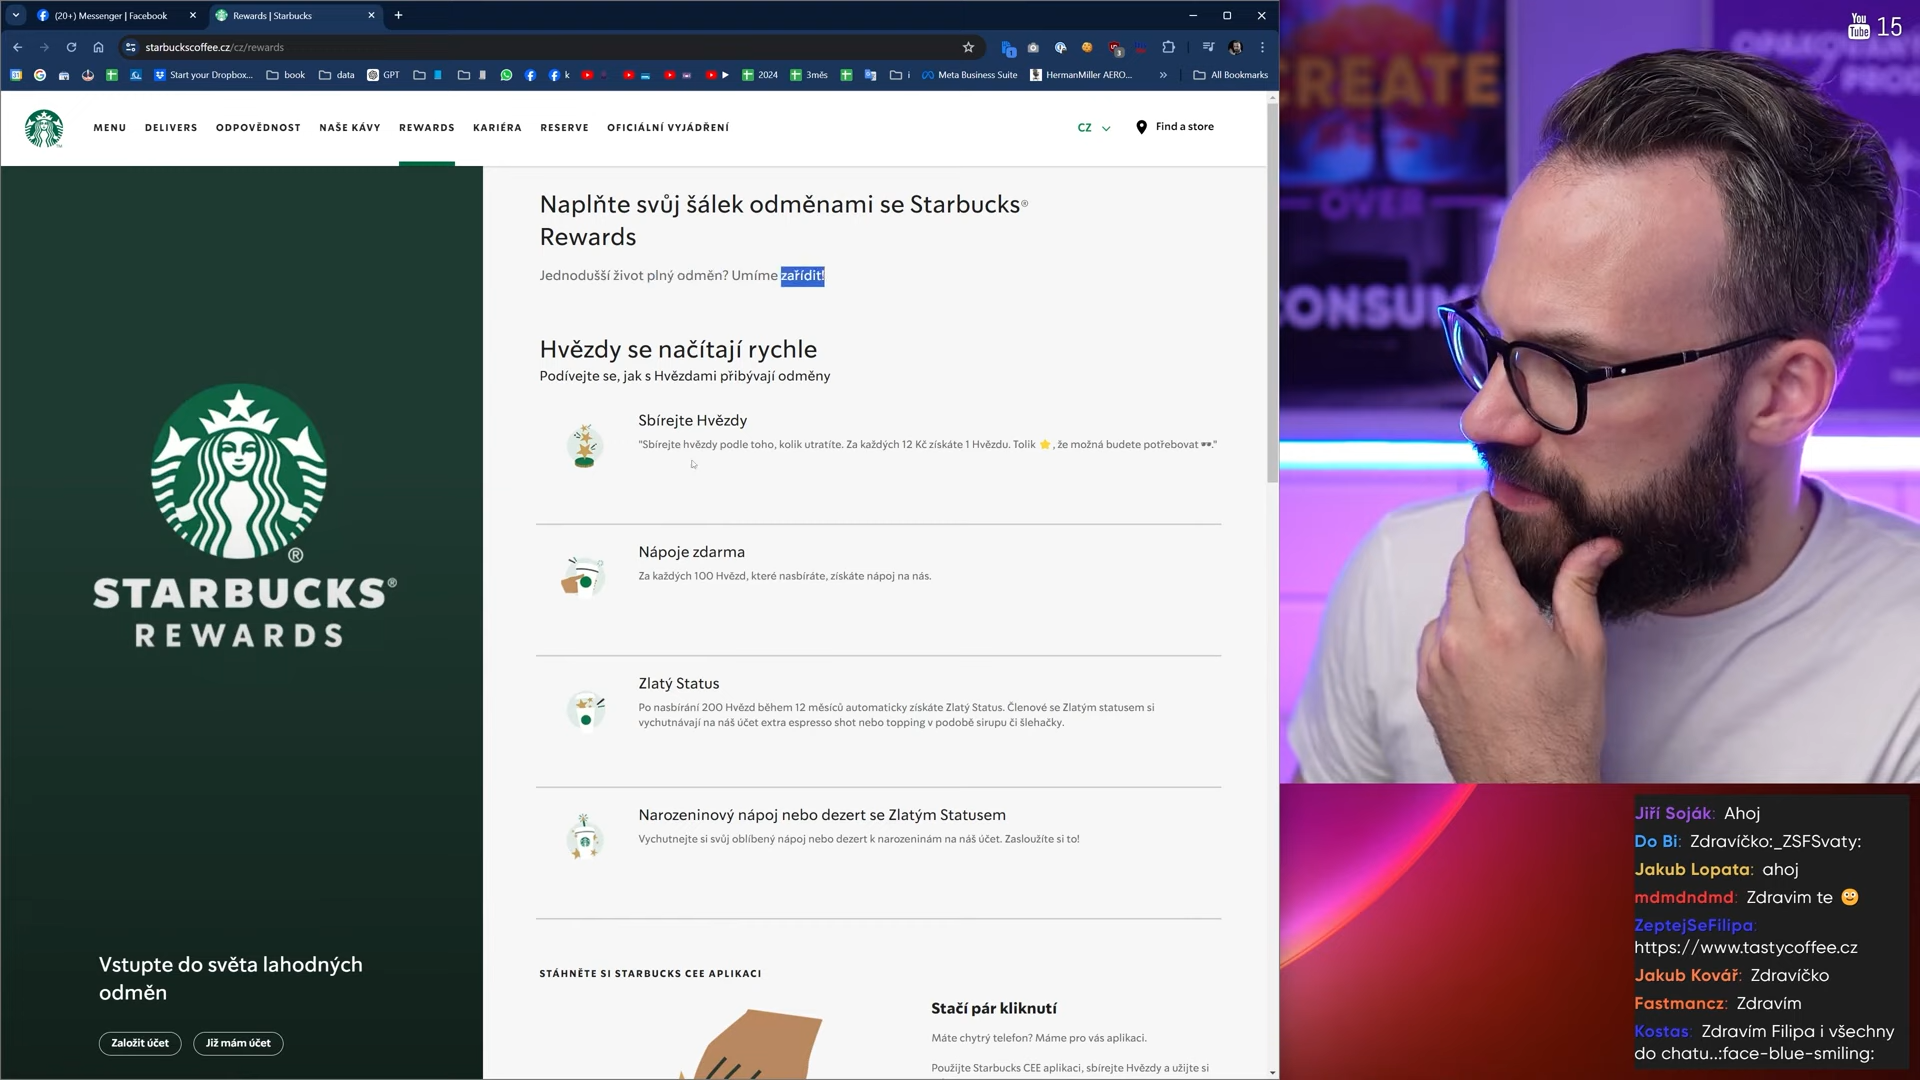 (20+) Messenger | Facebook
Rewards | Starbucks
starbuckscoffee.cz/cz/rewards
Start your Dropbox...
book
data
GPT
k
2024
3měs
i
Meta Business Suite
HermanMiller AERO...
All Bookmarks
MENU
DELIVERS
ODPOVĚDNOST
NAŠE KÁVY
REWARDS
KARIÉRA
RESERVE
OFICIÁLNÍ VYJÁDŘENÍ
CZ
Find a store
Naplňte svůj šálek odměnami se Starbucks®
Rewards
Jednodušší život plný odměn? Umíme zařídit!
Hvězdy se načítají rychle
Podívejte se, jak s Hvězdami přibývají odměny
Sbírejte Hvězdy
"Sbírejte hvězdy podle toho, kolik utratíte. Za každých 12 Kč získáte 1 Hvězdu. Tolik ⭐, že možná budete potřebovat 🕶."
Nápoje zdarma
Za každých 100 Hvězd, které nasbíráte, získáte nápoj na nás.
Zlatý Status
Po nasbírání 200 Hvězd během 12 měsíců automaticky získáte Zlatý Status. Členové se Zlatým statusem si
vychutnávají na náš účet extra espresso shot nebo topping v podobě sirupu či šlehačky.
Narozeninový nápoj nebo dezert se Zlatým Statusem
Vychutnejte si svůj oblíbený nápoj nebo dezert k narozeninám na náš účet. Zasloužíte si to!
STÁHNĚTE SI STARBUCKS CEE APLIKACI
Stačí pár kliknutí
Máte chytrý telefon? Máme pro vás aplikaci.
Použijte Starbucks CEE aplikaci, sbírejte Hvězdy a užijte si
STARBUCKS®
REWARDS
Vstupte do světa lahodných
odměn
Založit účet
Již mám účet
You
Tube
15
CREATE
OVER
CONSUM
OPAKOV
PROD
Jiří Soják: Ahoj
Do Bi: Zdravíčko:_ZSFSvaty:
Jakub Lopata: ahoj
mdmdndmd: Zdravim te 🙂
ZeptejSeFilipa:
https://www.tastycoffee.cz
Jakub Kovář: Zdravíčko
Fastmancz: Zdravím
Kostas: Zdravím Filipa i všechny
do chatu..:face-blue-smiling: